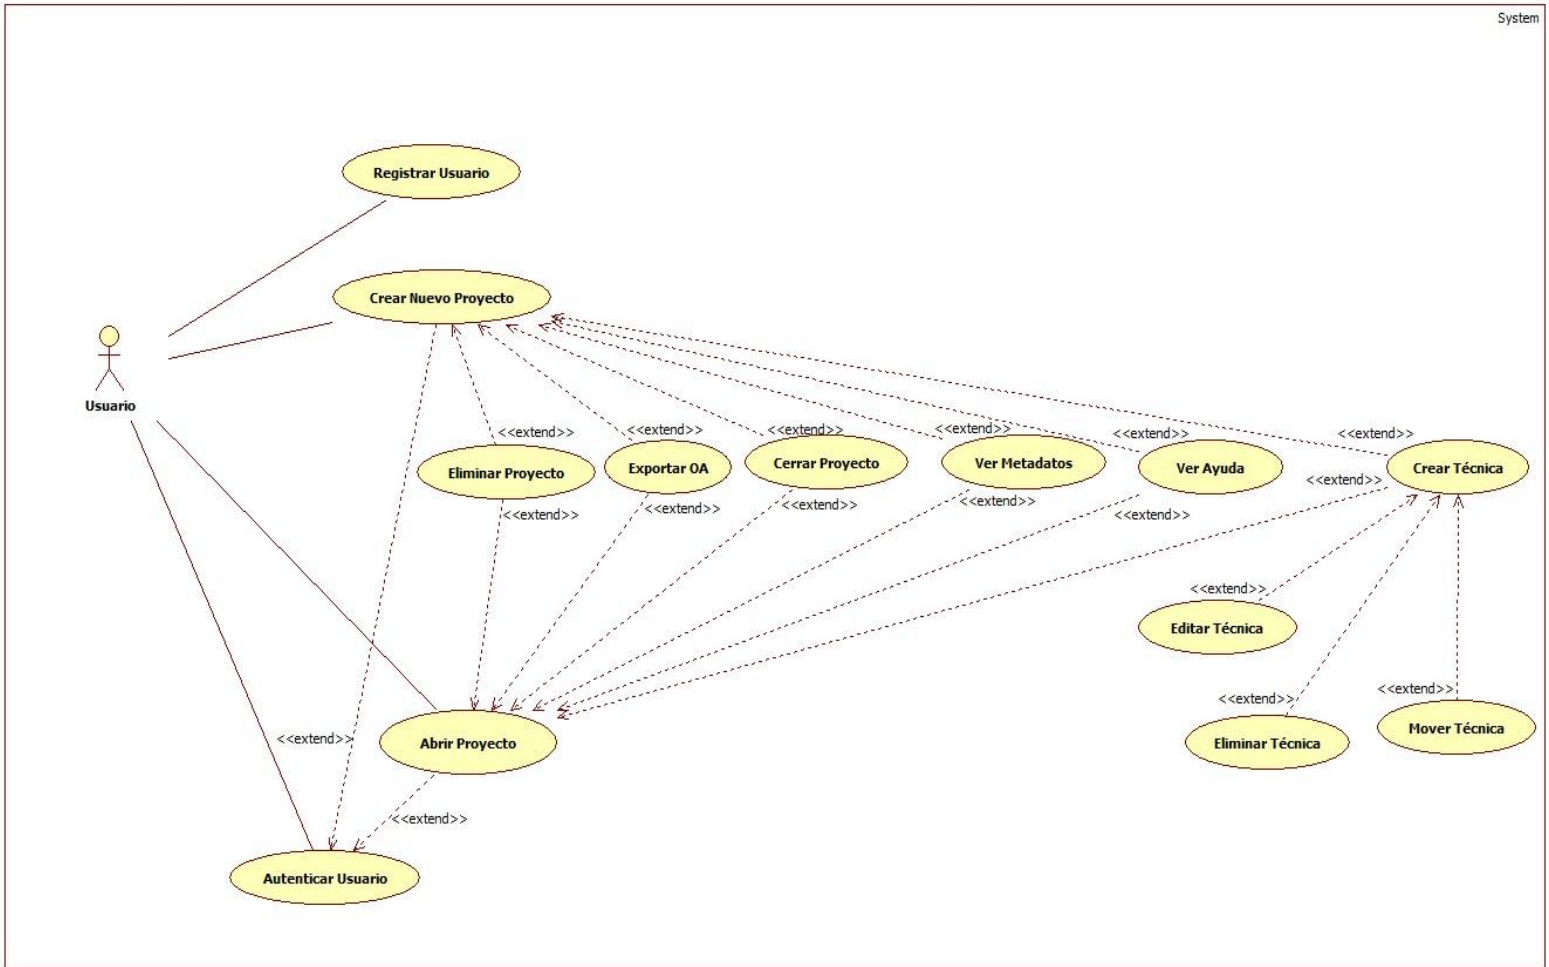 System
Registrar Usuario
Crear Nuevo Proyecto
Usuario
<<extend>>
<<extend>>
<<extend>>
<<extend>>
<<extend>>
<<extend>>
Eliminar Proyecto
Exportar OA
Cerrar Proyecto
Ver Metadatos
Ver Ayuda
Crear Técnica
<<extend>>
<<extend>>
<<extend>>
<<extend>>
<<extend>>
<<extend>>
<<extend>>
Editar Técnica
<<extend>>
<<extend>>
Eliminar Técnica
Mover Técnica
<<extend>>
Abrir Proyecto
<<extend>>
Autenticar Usuario